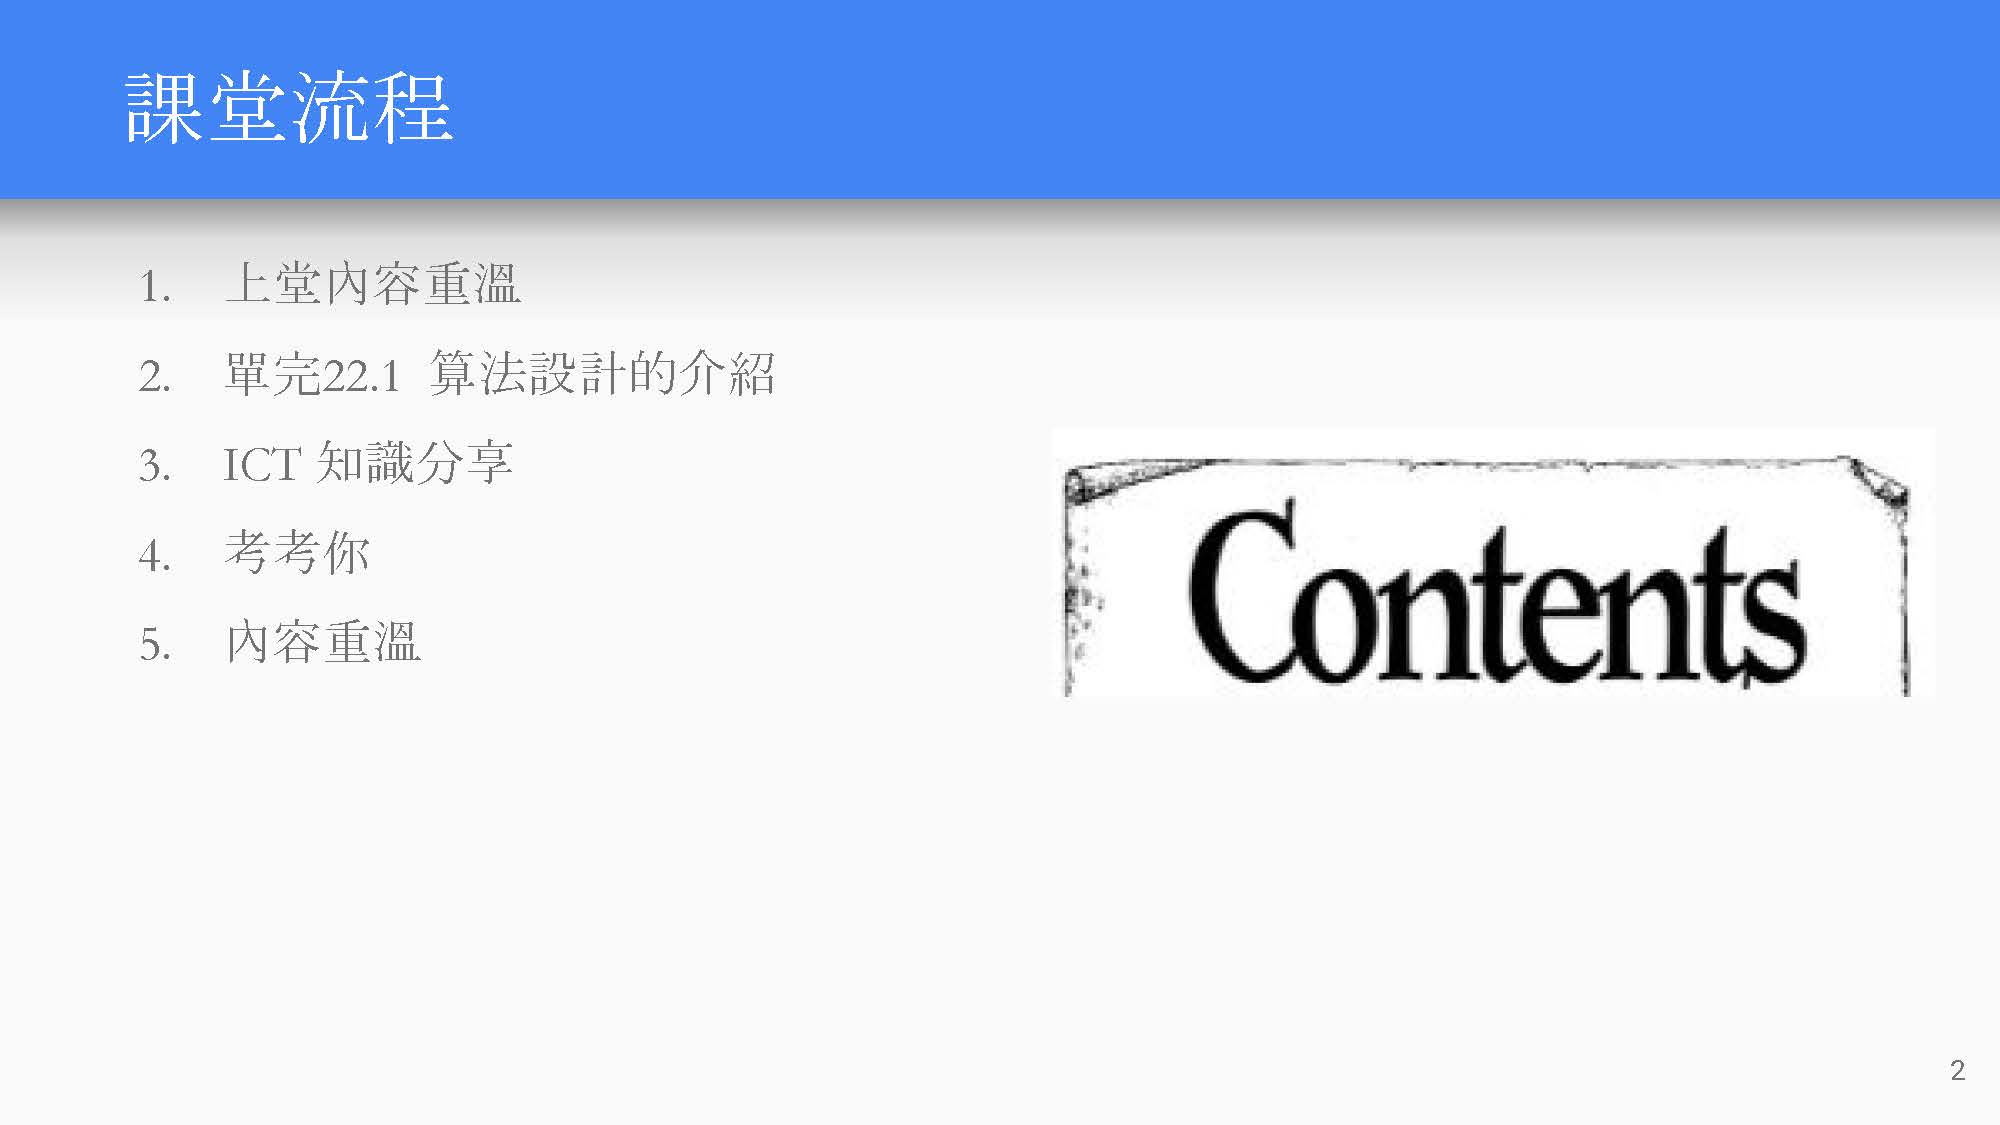 課堂流程
1. 上堂內容重溫
2. 單完22.1 算法設計的介紹
3. ICT 知識分享
4. 考考你
5. 內容重溫
Contents
2